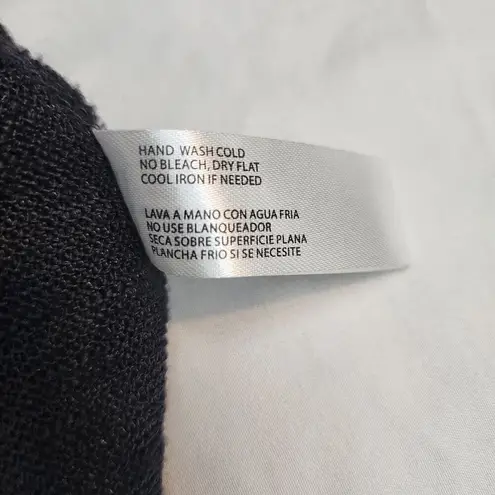 HAND WASH COLD
NO BLEACH, DRY FLAT
COOL IRON IF NEEDED
LAVA A MANO CON AGUA FRIA
NO USE BLANQUEADOR
SECA SOBRE SUPERFICIE PLANA
PLANCHA FRIO SI SE NECESITE